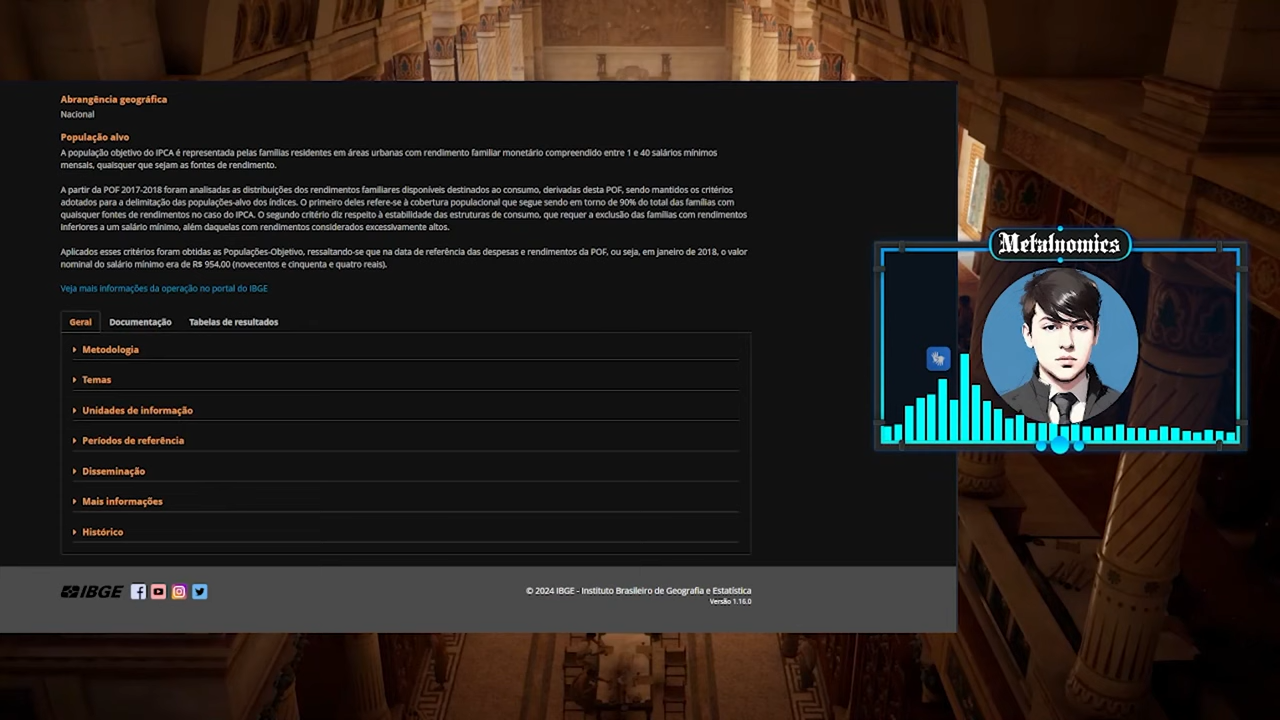 Abrangência geográfica
Nacional
População alvo
A população objetivo do IPCA é representada pelas famílias residentes em áreas urbanas com rendimento familiar monetário compreendido entre 1 e 40 salários mínimos
mensais, quaisquer que sejam as fontes de rendimento.
A partir da POF 2017-2018 foram analisadas as distribuições dos rendimentos familiares disponíveis destinados ao consumo, derivadas desta POF, sendo mantidos os critérios
adotados para a delimitação das populações-alvo dos índices. O primeiro deles refere-se à cobertura populacional que segue sendo em torno de 90% do total das famílias com
quaisquer fontes de rendimentos no caso do IPCA. O segundo critério diz respeito à estabilidade das estruturas de consumo, que requer a exclusão das famílias com rendimentos
inferiores a um salário mínimo, além daquelas com rendimentos considerados excessivamente altos.
Aplicados esses critérios foram obtidas as Populações-Objetivo, ressaltando-se que na data de referência das despesas e rendimentos da POF, ou seja, em janeiro de 2018, o valor
nominal do salário mínimo era de R$ 954,00 (novecentos e cinquenta e quatro reais).
Veja mais informações da operação no portal do IBGE
Geral Documentação Tabelas de resultados
Metodologia
Temas
Unidades de informação
Períodos de referência
Disseminação
Mais informações
Histórico
IBGE
© 2024 IBGE - Instituto Brasileiro de Geografia e Estatística
Versão 1.16.0
Metalnomics